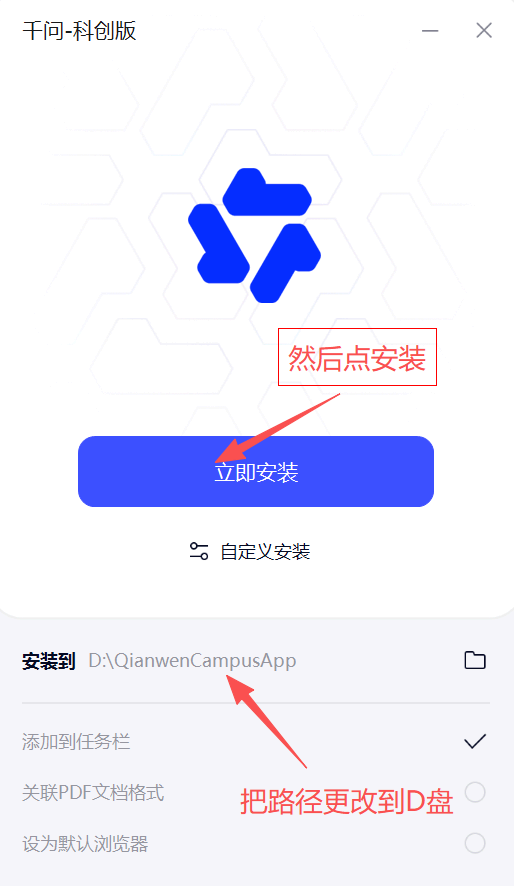 千问-科创版
然后点安装
立即安装
自定义安装
安装到 D:\QianwenCampusApp
添加到任务栏
关联PDF文档格式
把路径更改到D盘
设为默认浏览器